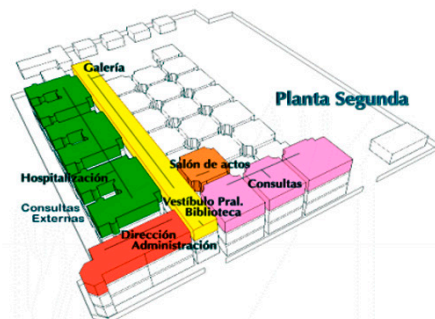 Galería
Planta Segunda
Salón de actos
Hospitalización
Consultas
Vestíbulo Pral.
Biblioteca
Consultas
Externas
Dirección
Administración